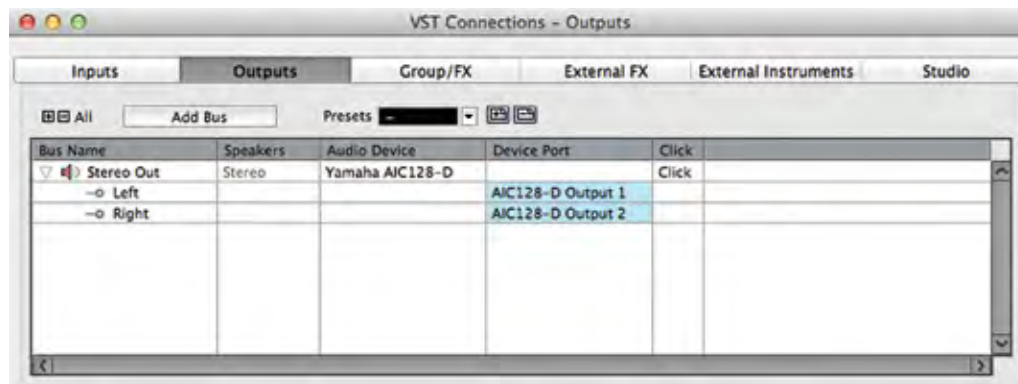 VST Connections – Outputs
Inputs Outputs Group/FX External FX External Instruments Studio
All Add Bus Presets –
Bus Name Speakers Audio Device Device Port Click
Stereo Out Stereo Yamaha AIC128-D Click
Left AIC128-D Output 1
Right AIC128-D Output 2